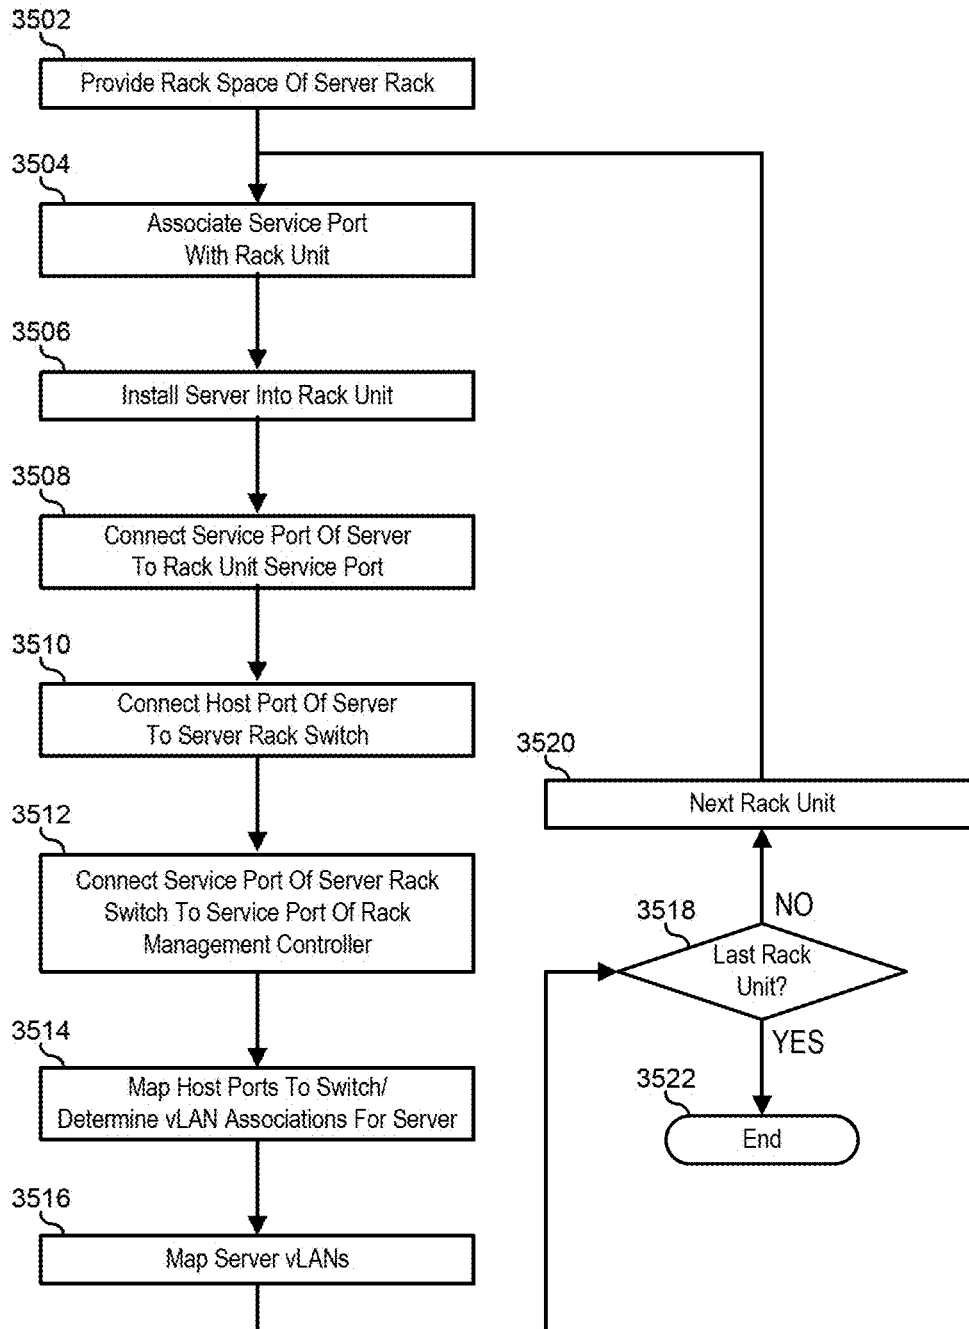 3502
Provide Rack Space Of Server Rack
3504
Associate Service Port
With Rack Unit
3506
Install Server Into Rack Unit
3508
Connect Service Port Of Server
To Rack Unit Service Port
3510
Connect Host Port Of Server
To Server Rack Switch
3512
Connect Service Port Of Server Rack
Switch To Service Port Of Rack
Management Controller
3514
Map Host Ports To Switch/
Determine vLAN Associations For Server
3516
Map Server vLANs
3518
Last Rack
Unit?
NO
3520
Next Rack Unit
YES
3522
End